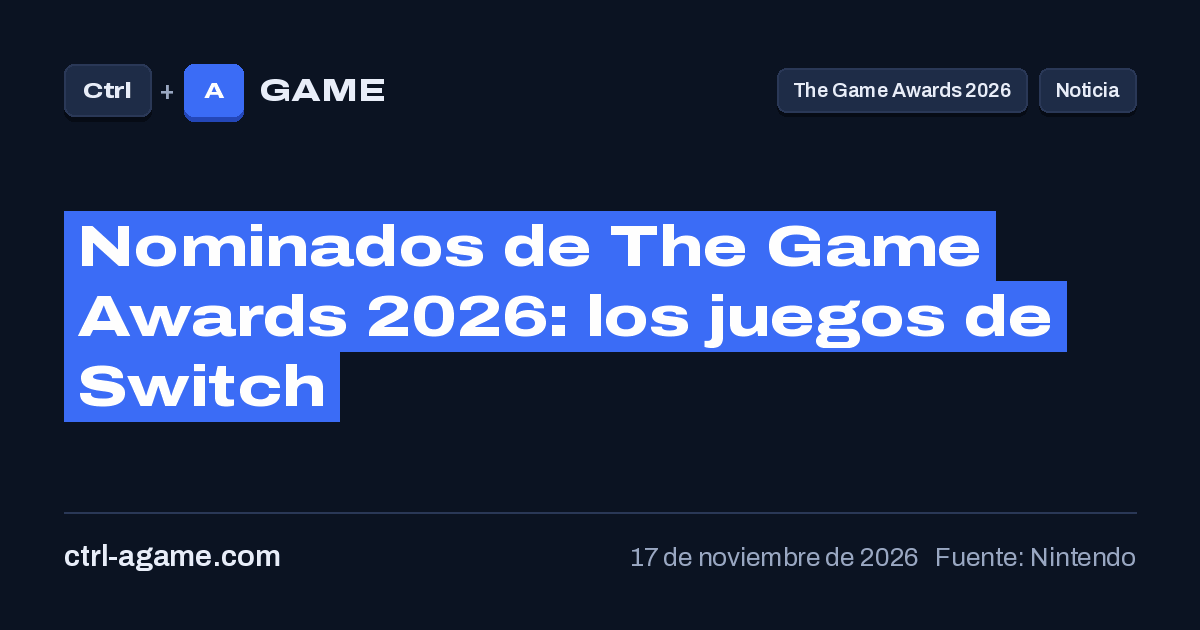 Ctrl + A GAME
The Game Awards 2026 Noticia
Nominados de The Game
Awards 2026: los juegos de
Switch
ctrl-agame.com
17 de noviembre de 2026 Fuente: Nintendo